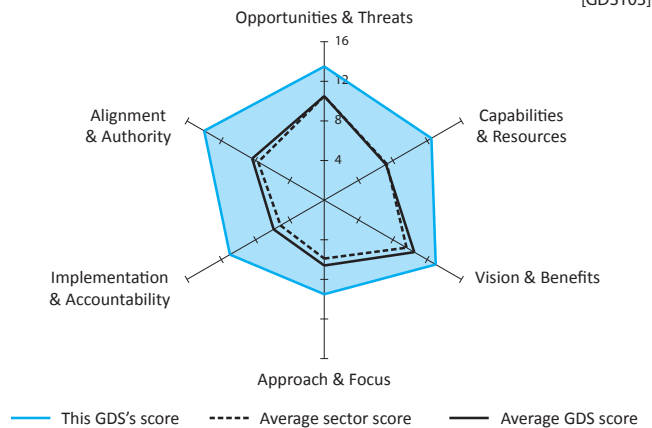 Opportunities & Threats
16
12
8
4
Alignment
& Authority
Capabilities
& Resources
Implementation
& Accountability
Vision & Benefits
Approach & Focus
This GDS's score
Average sector score
Average GDS score